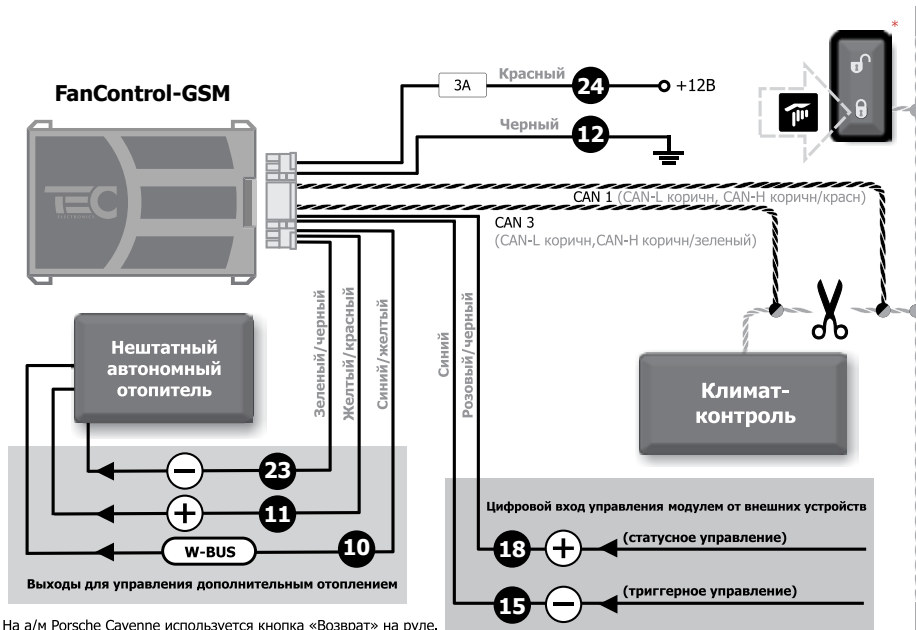 *
FanControl-GSM
3А
Красный
24
+12В
Черный
12
TEC
ELECTRONICS
CAN 1 (CAN-L коричн, CAN-H коричн/красн)
CAN 3
(CAN-L коричн,CAN-H коричн/зеленый)
Зеленый/черный
Желтый/красный
Синий/желтый
Синий
Розовый/черный
Нештатный
автономный
отопитель
Климат-
контроль
23
11
W-BUS
10
Выходы для управления дополнительным отоплением
Цифровой вход управления модулем от внешних устройств
18
(статусное управление)
15
(триггерное управление)
На а/м Porsche Cayenne используется кнопка «Возврат» на руле.